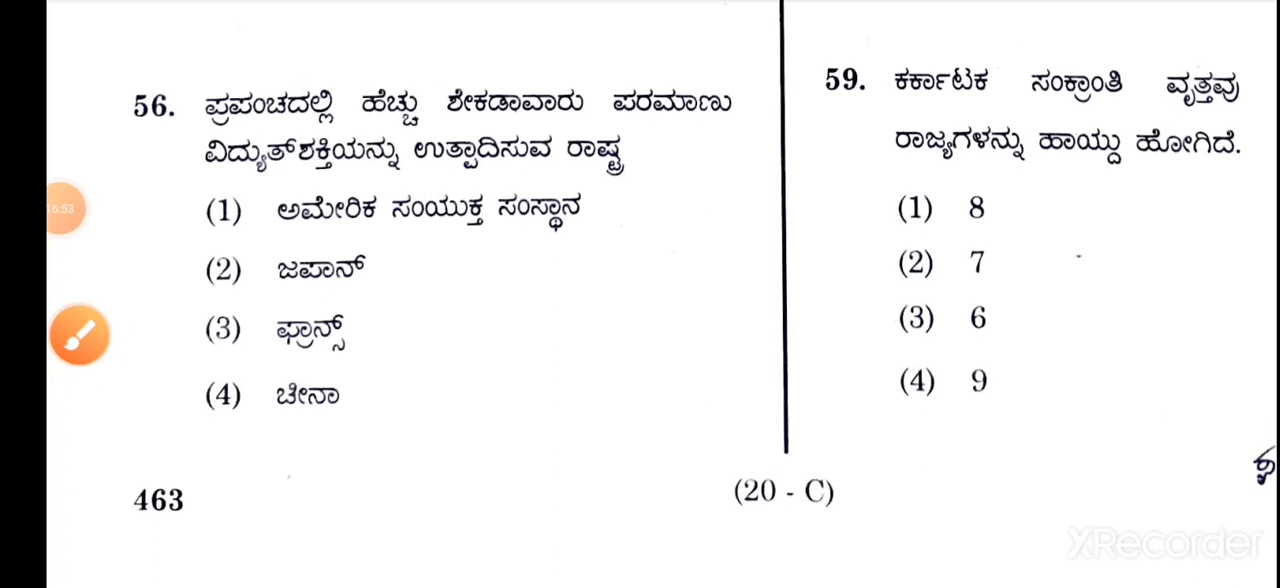 56. ಪ್ರಪಂಚದಲ್ಲಿ ಹೆಚ್ಚು ಶೇಕಡಾವಾರು ಪರಮಾಣು
ವಿದ್ಯುತ್‌ಶಕ್ತಿಯನ್ನು ಉತ್ಪಾದಿಸುವ ರಾಷ್ಟ್ರ
(1) ಅಮೇರಿಕ ಸಂಯುಕ್ತ ಸಂಸ್ಥಾನ
16:53
(2) ಜಪಾನ್
(3) ಫ್ರಾನ್ಸ್
(4) ಚೀನಾ
463
59. ಕರ್ಕಾಟಕ ಸಂಕ್ರಾಂತಿ ವೃತ್ತವು
ರಾಜ್ಯಗಳನ್ನು ಹಾಯ್ದು ಹೋಗಿದೆ.
(1) 8
(2) 7
(3) 6
(4) 9
(20 - C)
XRecorder